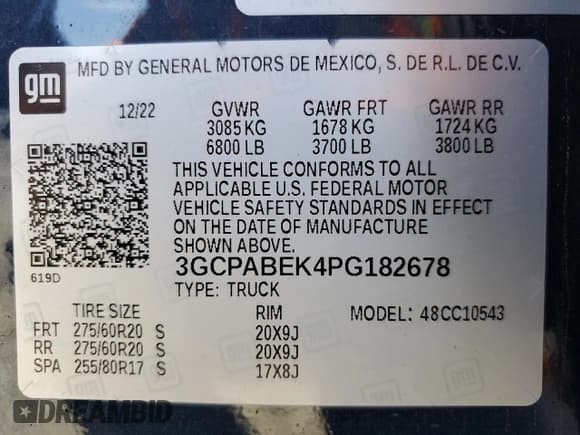 gm MFD BY GENERAL MOTORS DE MEXICO, S. DE R.L. DE C.V.
12/22 GVWR GAWR FRT GAWR RR
3085 KG 1678 KG 1724 KG
6800 LB 3700 LB 3800 LB
THIS VEHICLE CONFORMS TO ALL
APPLICABLE U.S. FEDERAL MOTOR
VEHICLE SAFETY STANDARDS IN EFFECT
ON THE DATE OF MANUFACTURE
SHOWN ABOVE.
619D 3GCPABEK4PG182678
TYPE: TRUCK
TIRE SIZE RIM MODEL: 48CC10543
FRT 275/60R20 S 20X9J
RR 275/60R20 S 20X9J
SPA 255/80R17 S 17X8J
DREAMBID